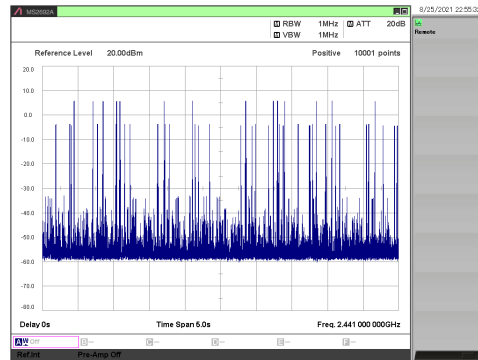 MS2692A
8/25/2021 22:55:32
RBW 1MHz ATT 20dB
VBW 1MHz
Remote
Reference Level 20.00dBm Positive 10001 points
20.0
10.0
0.0
-10.0
-20.0
-30.0
-40.0
-50.0
-60.0
-70.0
-80.0
Delay 0s Time Span 5.0s Freq. 2.441 000 000GHz
A W Off B -- C -- D -- E -- F --
Ref.Int Pre-Amp Off